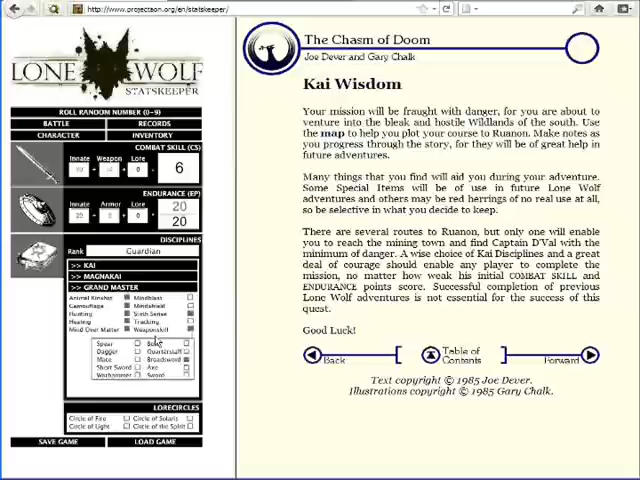 http://www.projectaon.org/en/statskeeper/
LONE WOLF
STATSKEEPER
ROLL RANDOM NUMBER (0-9)
BATTLE
RECORDS
CHARACTER
INVENTORY
COMBAT SKILL (CS)
Innate
Weapon
Lore
6
ENDURANCE (EP)
Innate
Armor
Lore
20
20
DISCIPLINES
Rank
Guardian
>> KAI
>> MAGNAKAI
>> GRAND MASTER
Animal Kinship
Mindblast
Camouflage
Mindshield
Hunting
Sixth Sense
Healing
Tracking
Mind Over Matter
Weaponskill
Spear
Dagger
Quarterstaff
Mace
Broadsword
Short Sword
Axe
Warhammer
Sword
LORECIRCLES
Circle of Fire
Circle of Solaris
Circle of Light
Circle of the Spirit
SAVE GAME
LOAD GAME
The Chasm of Doom
Joe Dever and Gary Chalk
Kai Wisdom
Your mission will be fraught with danger, for you are about to
venture into the bleak and hostile Wildlands of the south. Use
the map to help you plot your course to Ruanon. Make notes as
you progress through the story, for they will be of great help in
future adventures.
Many things that you find will aid you during your adventure.
Some Special Items will be of use in future Lone Wolf
adventures and others may be red herrings of no real use at all,
so be selective in what you decide to keep.
There are several routes to Ruanon, but only one will enable
you to reach the mining town and find Captain D'Val with the
minimum of danger. A wise choice of Kai Disciplines and a great
deal of courage should enable any player to complete the
mission, no matter how weak his initial COMBAT SKILL and
ENDURANCE points score. Successful completion of previous
Lone Wolf adventures is not essential for the success of this
quest.
Good Luck!
Back
Table of
Contents
Forward
Text copyright © 1985 Joe Dever.
Illustrations copyright © 1985 Gary Chalk.